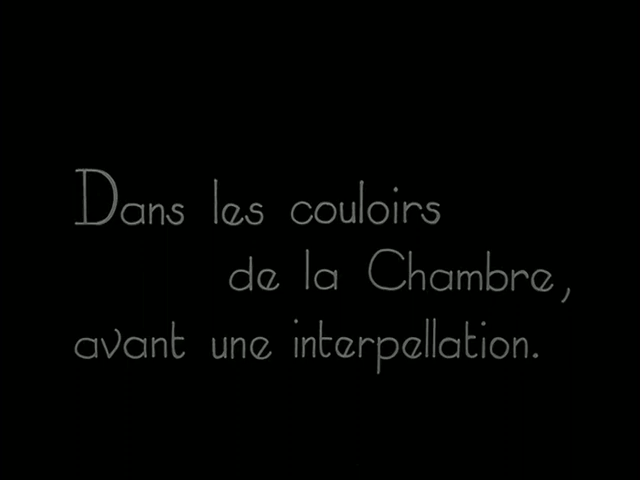 Dans les couloirs
de la Chambre,
avant une interpellation.